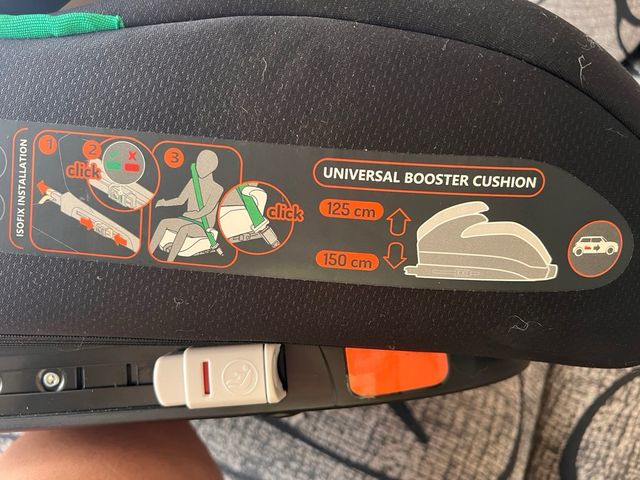 ISOFIX INSTALLATION
1
2
click
3
click
UNIVERSAL BOOSTER CUSHION
125 cm
150 cm